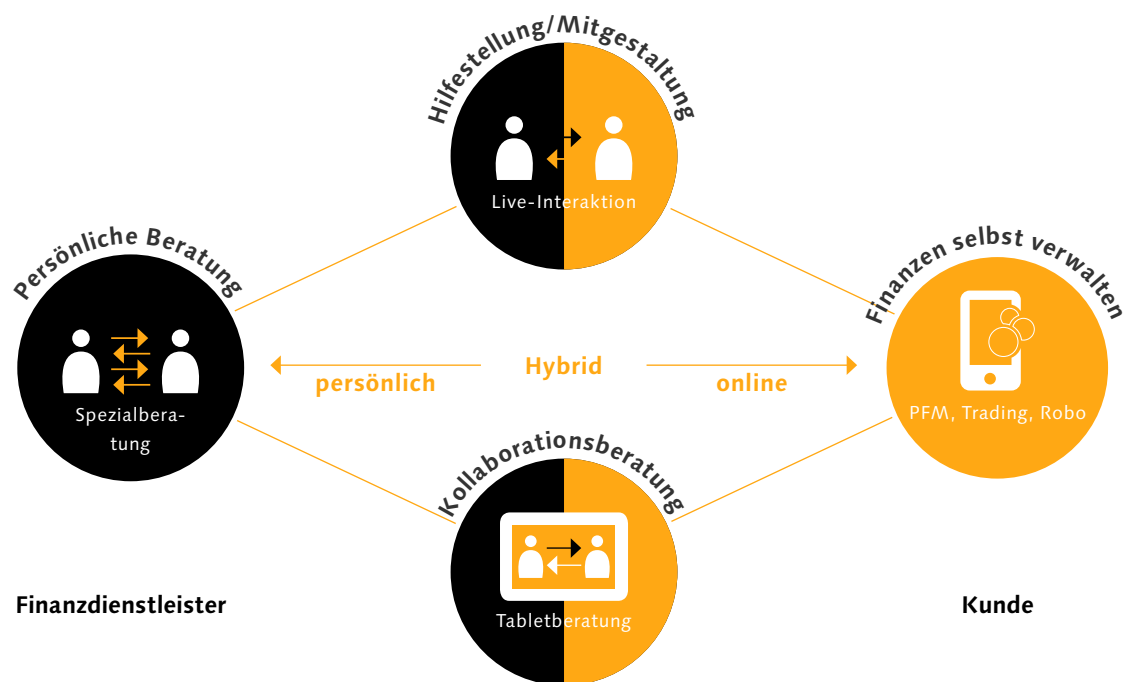 Hilfestellung/Mitgestaltung
Live-Interaktion
Persönliche Beratung
Spezialbera-
tung
persönlich
Hybrid
online
Finanzen selbst verwalten
PFM, Trading, Robo
Kollaborationsberatung
Tabletberatung
Finanzdienstleister
Kunde